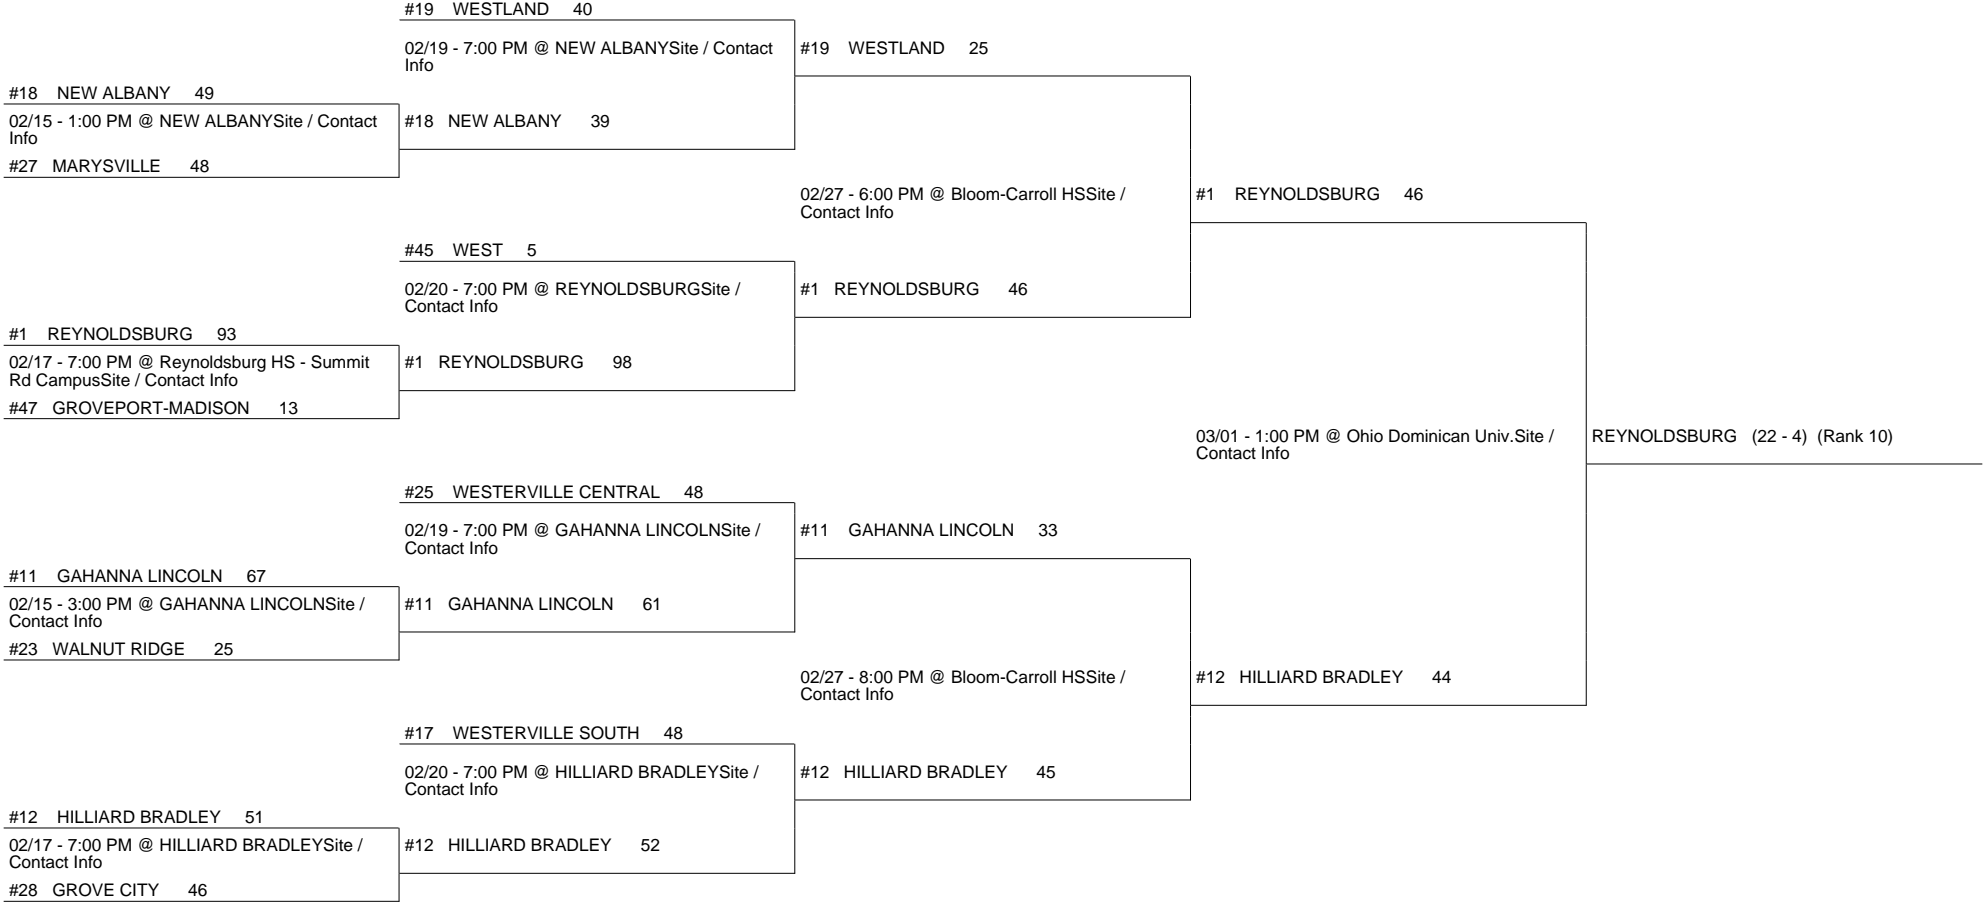 #19 WESTLAND 40
02/19 - 7:00 PM @ NEW ALBANYSite / Contact
Info
#18 NEW ALBANY 39
#19 WESTLAND 25
#18 NEW ALBANY 49
02/15 - 1:00 PM @ NEW ALBANYSite / Contact
Info
#27 MARYSVILLE 48
02/27 - 6:00 PM @ Bloom-Carroll HSSite /
Contact Info
#1 REYNOLDSBURG 46
#45 WEST 5
02/20 - 7:00 PM @ REYNOLDSBURGSite /
Contact Info
#1 REYNOLDSBURG 98
#1 REYNOLDSBURG 46
#1 REYNOLDSBURG 93
02/17 - 7:00 PM @ Reynoldsburg HS - Summit
Rd CampusSite / Contact Info
#47 GROVEPORT-MADISON 13
03/01 - 1:00 PM @ Ohio Dominican Univ.Site /
Contact Info
REYNOLDSBURG (22 - 4) (Rank 10)
#25 WESTERVILLE CENTRAL 48
02/19 - 7:00 PM @ GAHANNA LINCOLNSite /
Contact Info
#11 GAHANNA LINCOLN 61
#11 GAHANNA LINCOLN 33
#11 GAHANNA LINCOLN 67
02/15 - 3:00 PM @ GAHANNA LINCOLNSite /
Contact Info
#23 WALNUT RIDGE 25
02/27 - 8:00 PM @ Bloom-Carroll HSSite /
Contact Info
#12 HILLIARD BRADLEY 44
#17 WESTERVILLE SOUTH 48
02/20 - 7:00 PM @ HILLIARD BRADLEYSite /
Contact Info
#12 HILLIARD BRADLEY 52
#12 HILLIARD BRADLEY 45
#12 HILLIARD BRADLEY 51
02/17 - 7:00 PM @ HILLIARD BRADLEYSite /
Contact Info
#28 GROVE CITY 46